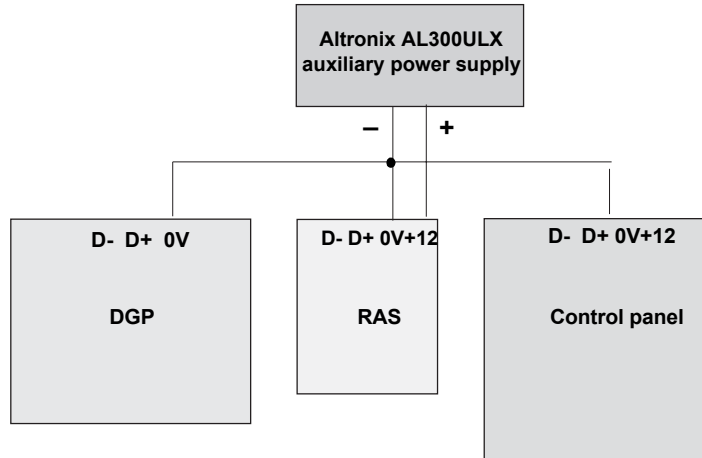 Altronix AL300ULX
auxiliary power supply
– +
D- D+ 0V
D- D+ 0V+12
D- D+ 0V+12
DGP
RAS
Control panel